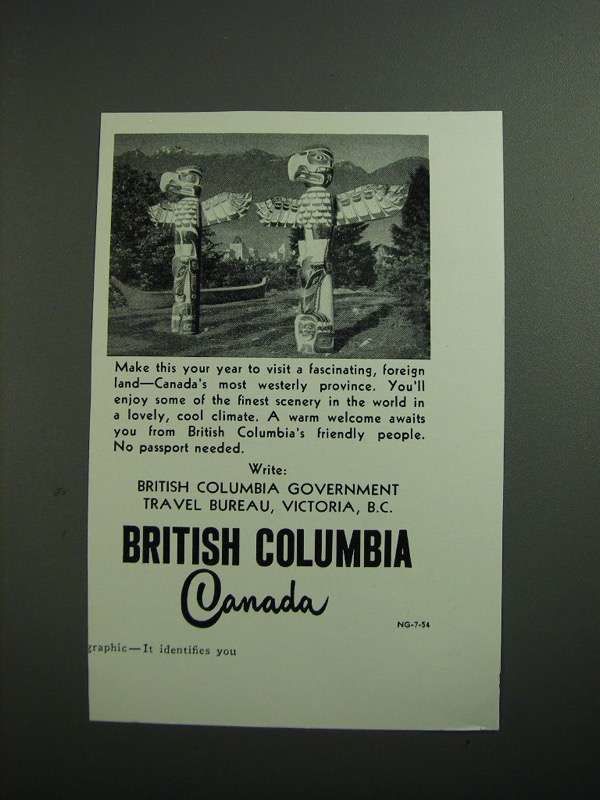 Make this your year to visit a fascinating, foreign
land—Canada's most westerly province. You'll
enjoy some of the finest scenery in the world in
a lovely, cool climate. A warm welcome awaits
you from British Columbia's friendly people.
No passport needed.
Write:
BRITISH COLUMBIA GOVERNMENT
TRAVEL BUREAU, VICTORIA, B.C.
BRITISH COLUMBIA
Canada
NG-7-54
graphic—It identifies you